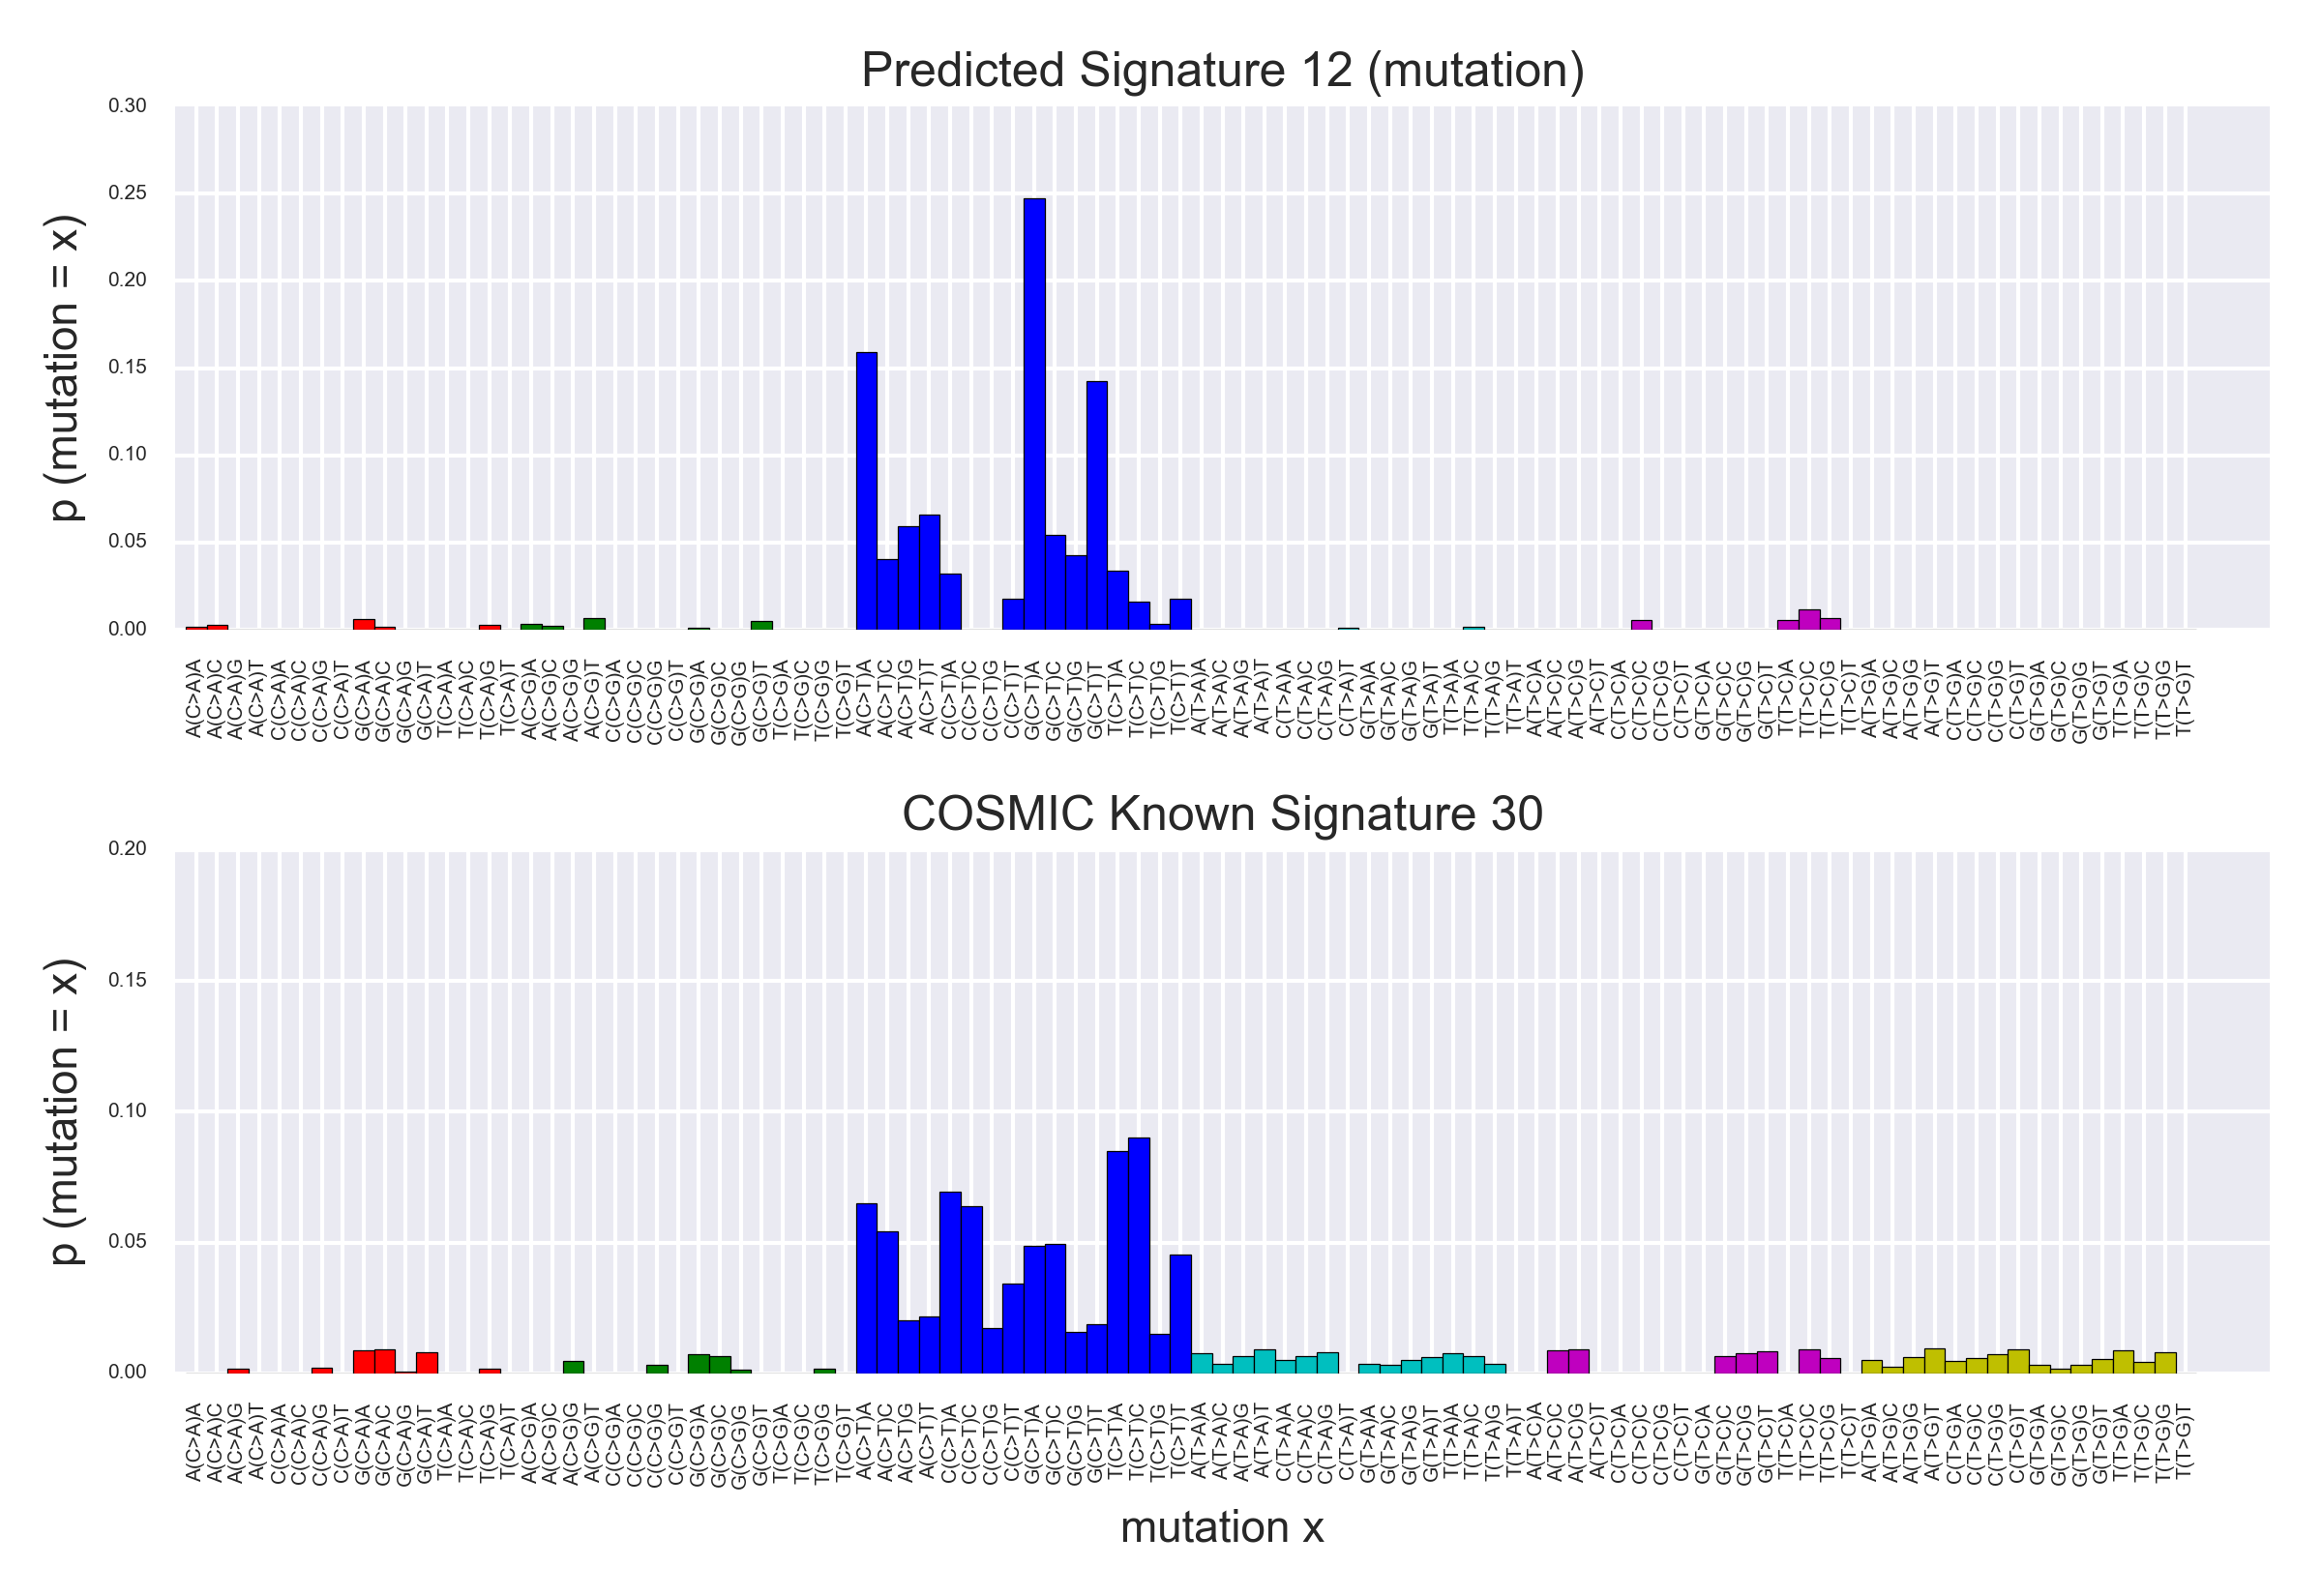 Predicted Signature 12 (mutation)
p (mutation = x)
0.30
0.25
0.20
0.15
0.10
0.05
0.00
A(C>A)A A(C>A)C A(C>A)G A(C>A)T C(C>A)A C(C>A)C C(C>A)G C(C>A)T G(C>A)A G(C>A)C G(C>A)G G(C>A)T T(C>A)A T(C>A)C T(C>A)G T(C>A)T A(C>G)A A(C>G)C A(C>G)G A(C>G)T C(C>G)A C(C>G)C C(C>G)G C(C>G)T G(C>G)A G(C>G)C G(C>G)G G(C>G)T T(C>G)A T(C>G)C T(C>G)G T(C>G)T A(C>T)A A(C>T)C A(C>T)G A(C>T)T C(C>T)A C(C>T)C C(C>T)G C(C>T)T G(C>T)A G(C>T)C G(C>T)G G(C>T)T T(C>T)A T(C>T)C T(C>T)G T(C>T)T A(T>A)A A(T>A)C A(T>A)G A(T>A)T C(T>A)A C(T>A)C C(T>A)G C(T>A)T G(T>A)A G(T>A)C G(T>A)G G(T>A)T T(T>A)A T(T>A)C T(T>A)G T(T>A)T A(T>C)A A(T>C)C A(T>C)G A(T>C)T C(T>C)A C(T>C)C C(T>C)G C(T>C)T G(T>C)A G(T>C)C G(T>C)G G(T>C)T T(T>C)A T(T>C)C T(T>C)G T(T>C)T A(T>G)A A(T>G)C A(T>G)G A(T>G)T C(T>G)A C(T>G)C C(T>G)G C(T>G)T G(T>G)A G(T>G)C G(T>G)G G(T>G)T T(T>G)A T(T>G)C T(T>G)G T(T>G)T
COSMIC Known Signature 30
p (mutation = x)
0.20
0.15
0.10
0.05
0.00
A(C>A)A A(C>A)C A(C>A)G A(C>A)T C(C>A)A C(C>A)C C(C>A)G C(C>A)T G(C>A)A G(C>A)C G(C>A)G G(C>A)T T(C>A)A T(C>A)C T(C>A)G T(C>A)T A(C>G)A A(C>G)C A(C>G)G A(C>G)T C(C>G)A C(C>G)C C(C>G)G C(C>G)T G(C>G)A G(C>G)C G(C>G)G G(C>G)T T(C>G)A T(C>G)C T(C>G)G T(C>G)T A(C>T)A A(C>T)C A(C>T)G A(C>T)T C(C>T)A C(C>T)C C(C>T)G C(C>T)T G(C>T)A G(C>T)C G(C>T)G G(C>T)T T(C>T)A T(C>T)C T(C>T)G T(C>T)T A(T>A)A A(T>A)C A(T>A)G A(T>A)T C(T>A)A C(T>A)C C(T>A)G C(T>A)T G(T>A)A G(T>A)C G(T>A)G G(T>A)T T(T>A)A T(T>A)C T(T>A)G T(T>A)T A(T>C)A A(T>C)C A(T>C)G A(T>C)T C(T>C)A C(T>C)C C(T>C)G C(T>C)T G(T>C)A G(T>C)C G(T>C)G G(T>C)T T(T>C)A T(T>C)C T(T>C)G T(T>C)T A(T>G)A A(T>G)C A(T>G)G A(T>G)T C(T>G)A C(T>G)C C(T>G)G C(T>G)T G(T>G)A G(T>G)C G(T>G)G G(T>G)T T(T>G)A T(T>G)C T(T>G)G T(T>G)T
mutation x